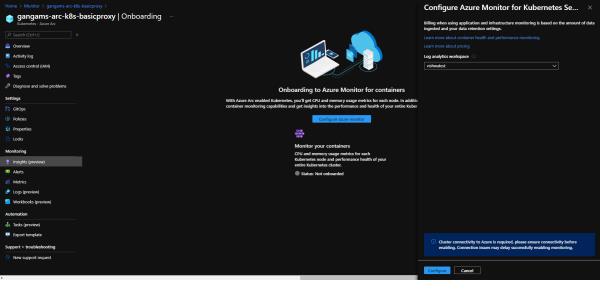 Home > Monitor > gangams-arc-k8s-basicproxy >
gangams-arc-k8s-basicproxy | Onboarding ...
Kubernetes - Azure Arc
Search (Ctrl+/)
Overview
Activity log
Access control (IAM)
Tags
Diagnose and solve problems
Settings
GitOps
Policies
Properties
Locks
Monitoring
Insights (preview)
Alerts
Metrics
Logs (preview)
Workbooks (preview)
Automation
Tasks (preview)
Export template
Support + troubleshooting
New support request
Onboarding to Azure Monitor for containers
With Azure Arc enabled Kubernetes, you'll get CPU and memory usage metrics for each node. In additio
container monitoring capabilities and get insights into the performance and health of your entire Kuber
Configure azure monitor
Monitor your containers
CPU and memory usage metrics for each
Kubernetes node and performance health of your
entire Kubernetes cluster.
Status: Not onboarded
Configure Azure Monitor for Kubernetes Se...
Billing when using application and infrastructure monitoring is based on the amount of data
ingested and your data retention settings.
Learn more about container health and performance monitoring.
Learn more about pricing.
Log analytics workspace
Cluster connectivity to Azure is required, please ensure connectivity before
enabling. Connection issues may delay successfully enabling monitoring.
Configure
Cancel